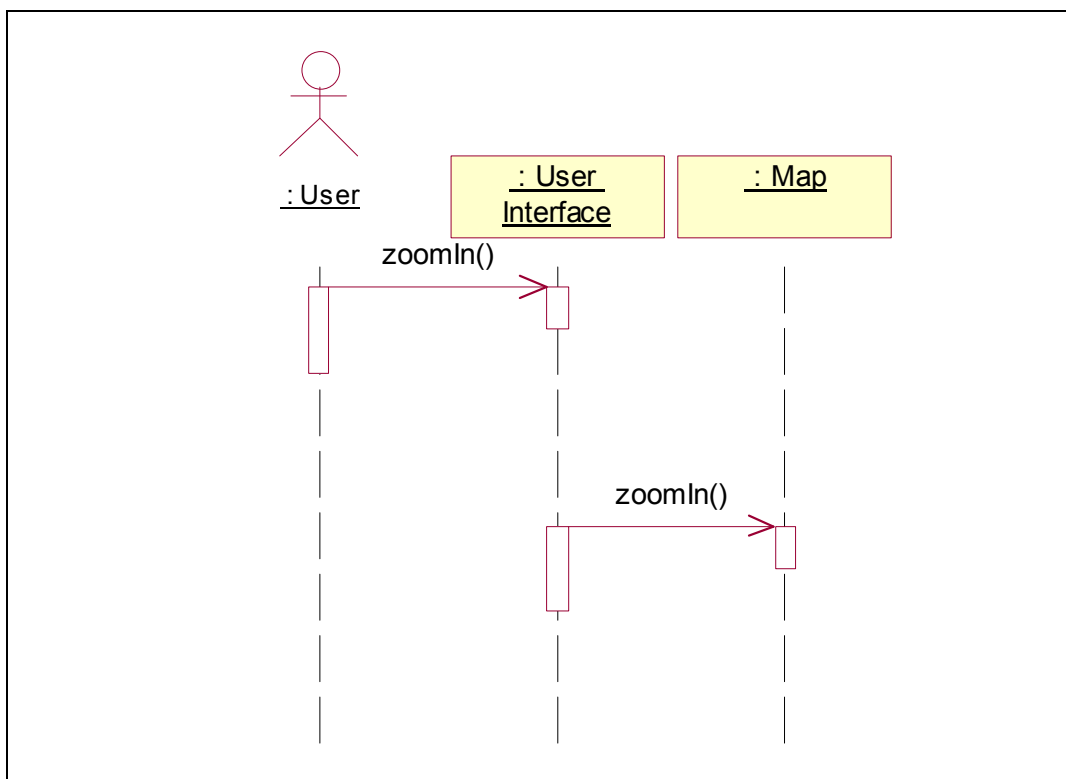 : User
: User
Interface
: Map
zoomIn()
zoomIn()